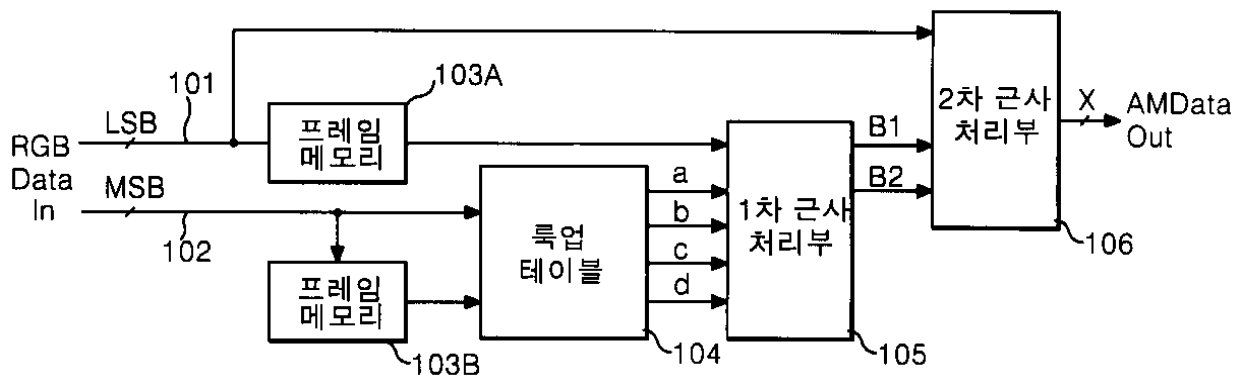 101
LSB
RGB
Data
In
MSB
102
103A
프레임
메모리
프레임
메모리
103B
룩업
테이블
104
a
b
c
d
1차 근사
처리부
105
B1
B2
2차 근사
처리부
106
X
AMData
Out